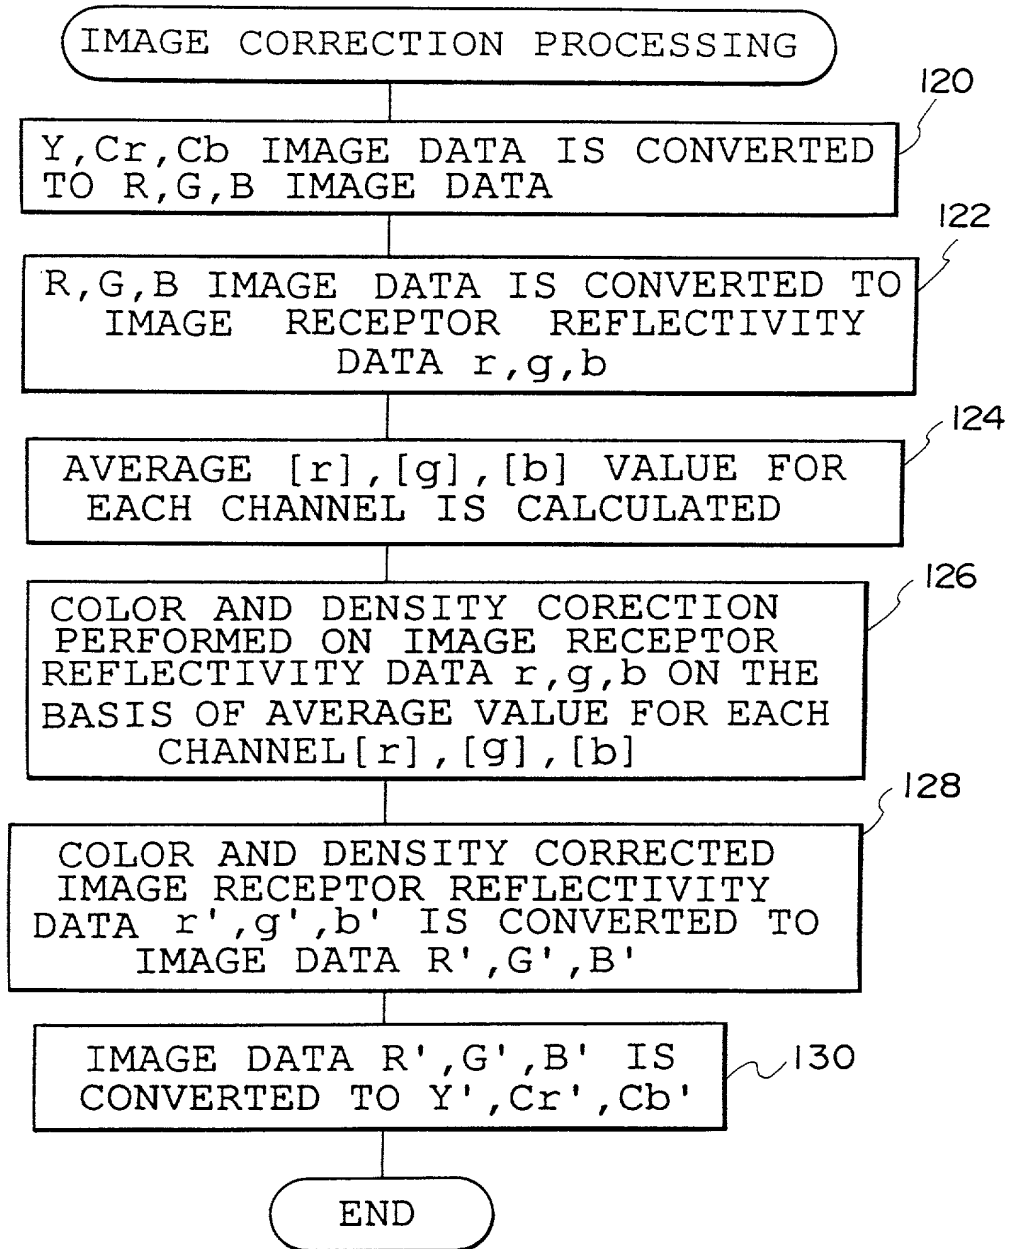 IMAGE CORRECTION PROCESSING
120
Y,Cr,Cb IMAGE DATA IS CONVERTED
TO R,G,B IMAGE DATA
122
R,G,B IMAGE DATA IS CONVERTED TO
IMAGE RECEPTOR REFLECTIVITY
DATA r,g,b
124
AVERAGE [r],[g],[b] VALUE FOR
EACH CHANNEL IS CALCULATED
126
COLOR AND DENSITY CORECTION
PERFORMED ON IMAGE RECEPTOR
REFLECTIVITY DATA r,g,b ON THE
BASIS OF AVERAGE VALUE FOR EACH
CHANNEL[r],[g],[b]
128
COLOR AND DENSITY CORRECTED
IMAGE RECEPTOR REFLECTIVITY
DATA r',g',b' IS CONVERTED TO
IMAGE DATA R',G',B'
130
IMAGE DATA R',G',B' IS
CONVERTED TO Y',Cr',Cb'
END